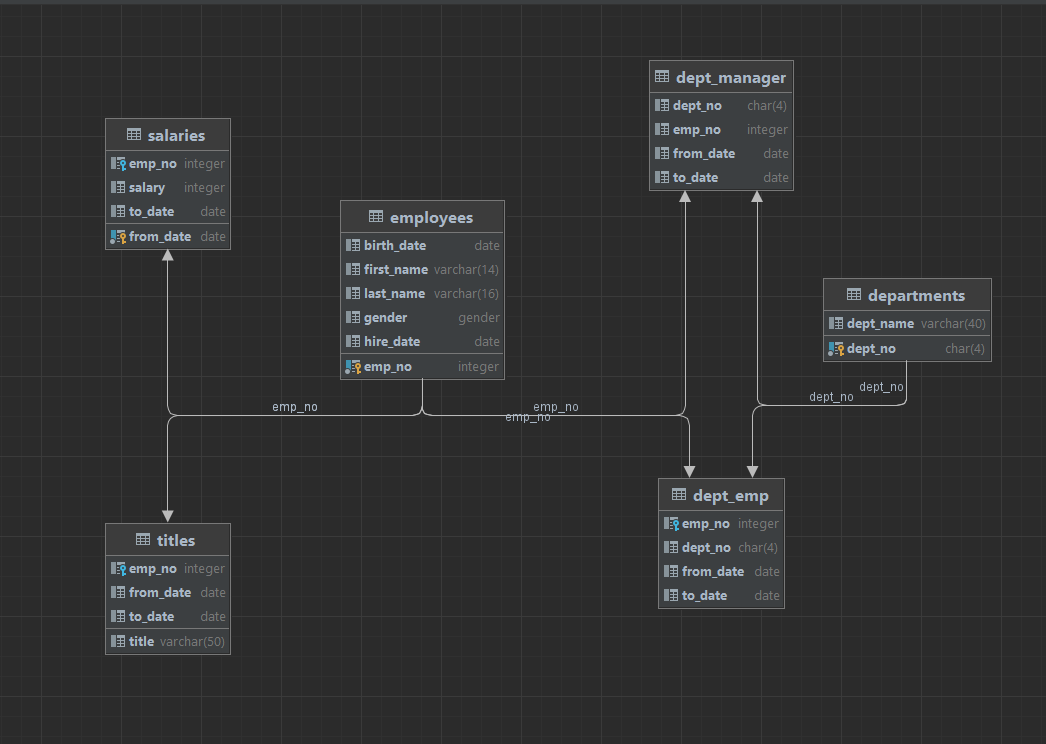 salaries
emp_no integer
salary integer
to_date date
from_date date
employees
birth_date date
first_name varchar(14)
last_name varchar(16)
gender gender
hire_date date
emp_no integer
dept_manager
dept_no char(4)
emp_no integer
from_date date
to_date date
departments
dept_name varchar(40)
dept_no char(4)
emp_no
emp_no
emp_no
dept_no
dept_no
titles
emp_no integer
from_date date
to_date date
title varchar(50)
dept_emp
emp_no integer
dept_no char(4)
from_date date
to_date date